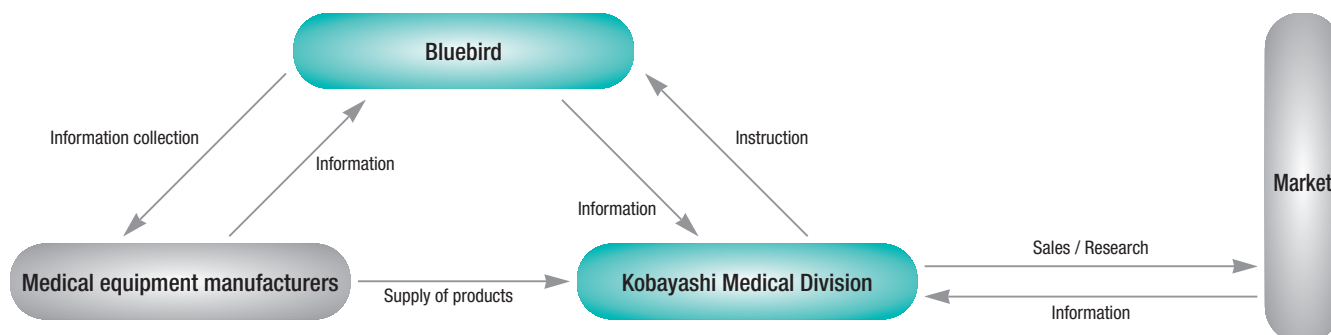 Bluebird
Information collection
Instruction
Information
Market
Information
Sales / Research
Medical equipment manufacturers
Kobayashi Medical Division
Supply of products
Information